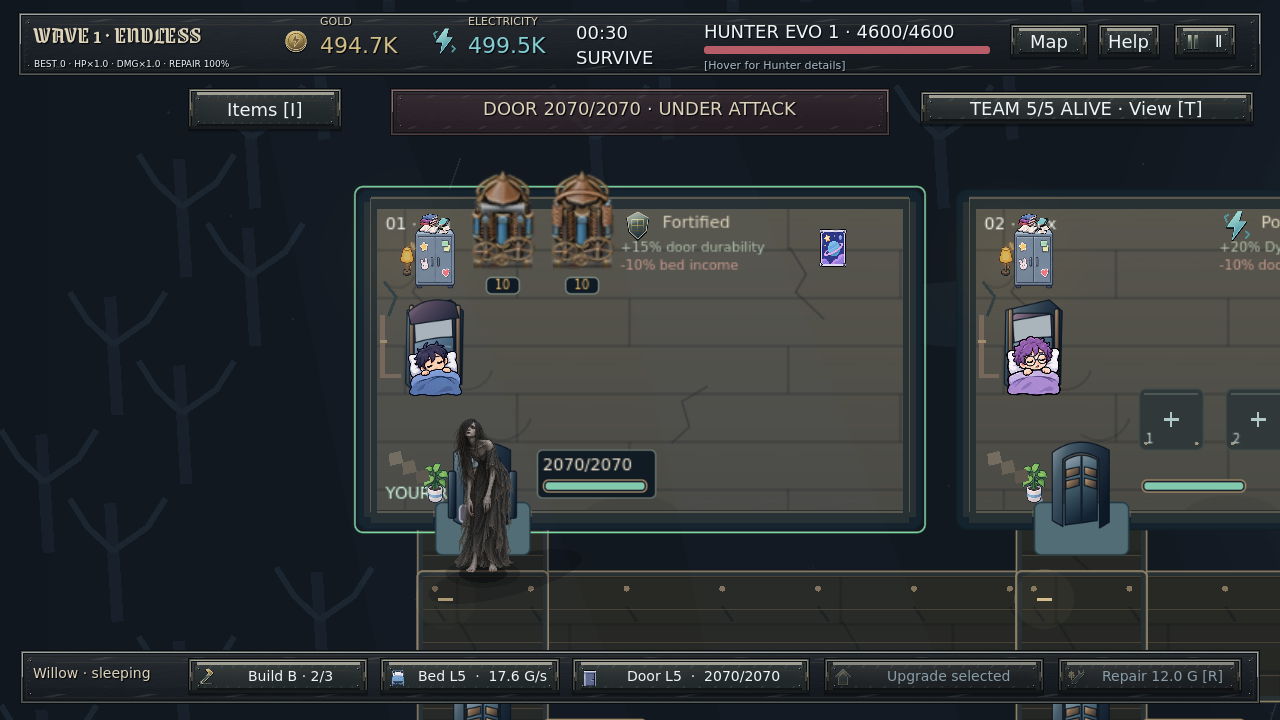 WAVE 1 · ENDLESS
BEST 0 · HP×1.0 · DMG×1.0 · REPAIR 100%
GOLD
494.7K
ELECTRICITY
499.5K
00:30
SURVIVE
HUNTER EVO 1 · 4600/4600
[Hover for Hunter details]
Map
Help
II
Items [I]
DOOR 2070/2070 · UNDER ATTACK
TEAM 5/5 ALIVE · View [T]
01 ·
Fortified
+15% door durability
-10% bed income
10
10
02 ·
+20%
-10%
2070/2070
YOUR
1
2
Willow · sleeping
Build B · 2/3
Bed L5 · 17.6 G/s
Door L5 · 2070/2070
Upgrade selected
Repair 12.0 G [R]